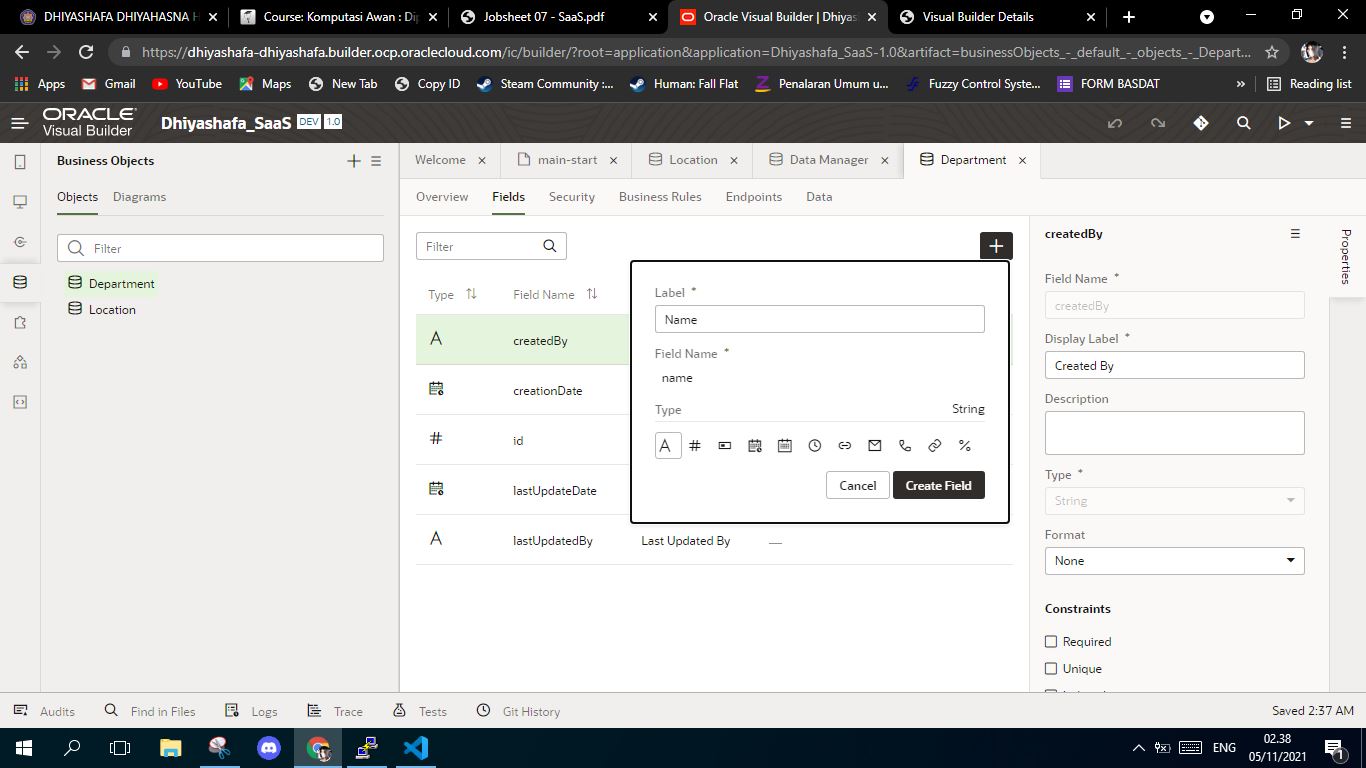 DHIYASHAFA DHIYAHASNA H
Course: Komputasi Awan : Di
Jobsheet 07 - SaaS.pdf
Oracle Visual Builder | Dhiyas
Visual Builder Details
https://dhiyashafa-dhiyashafa.builder.ocp.oraclecloud.com/ic/builder/?root=application&application=Dhiyashafa_SaaS-1.0&artifact=businessObjects_-_default_-_objects_-_Depart...
Apps
Gmail
YouTube
Maps
New Tab
Copy ID
Steam Community :...
Human: Fall Flat
Penalaran Umum u...
Fuzzy Control Syste...
FORM BASDAT
»
Reading list
ORACLE
Visual Builder
Dhiyashafa_SaaS DEV 1.0
Business Objects
Welcome
main-start
Location
Data Manager
Department
Objects
Diagrams
Overview
Fields
Security
Business Rules
Endpoints
Data
Filter
Department
Location
Filter
Type
Field Name
A createdBy
creationDate
# id
lastUpdateDate
A lastUpdatedBy Last Updated By —
Label *
Name
Field Name *
name
Type String
A # %
Cancel
Create Field
createdBy
Properties
Field Name *
createdBy
Display Label *
Created By
Description
Type *
String
Format
None
Constraints
Required
Unique
Audits
Find in Files
Logs
Trace
Tests
Git History
Saved 2:37 AM
ENG
02.38
05/11/2021
1